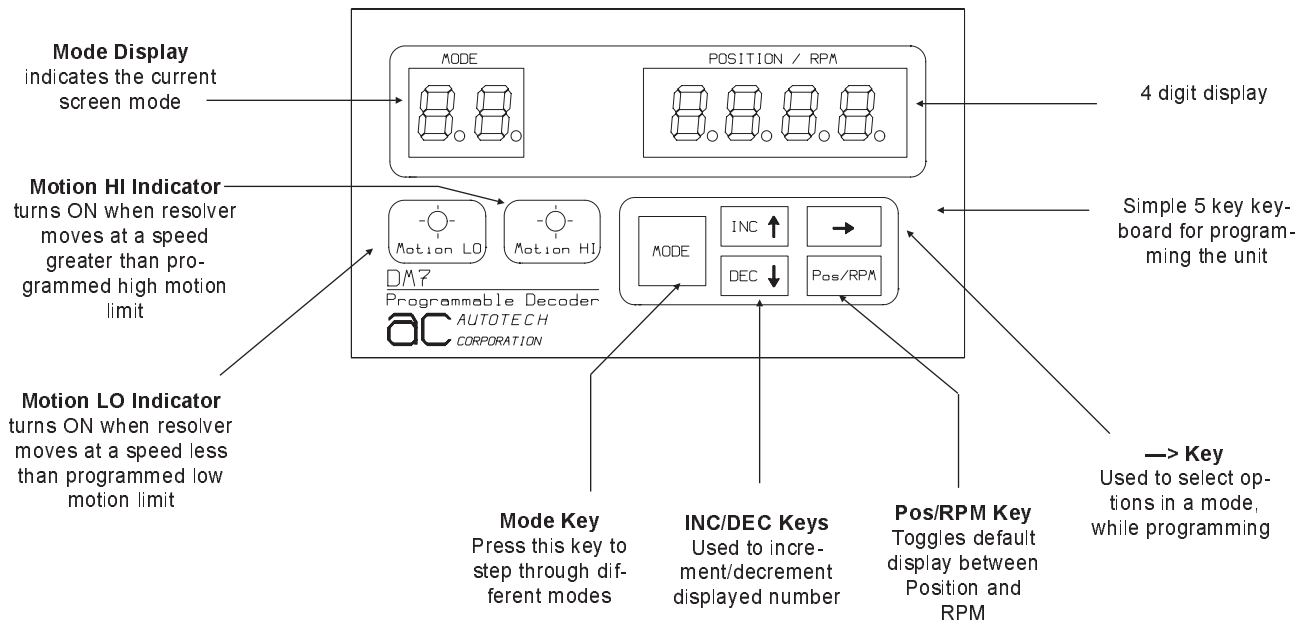 Mode Display
indicates the current
screen mode
MODE
POSITION / RPM
4 digit display
Motion HI Indicator
turns ON when resolver
moves at a speed
greater than pro-
grammed high motion
limit
Motion LO
Motion HI
MODE
INC ↑
→
DEC ↓
Pos/RPM
Simple 5 key key-
board for program-
ming the unit
DM7
Programmable Decoder
ac AUTOTECH
CORPORATION
Motion LO Indicator
turns ON when resolver
moves at a speed less
than programmed low
motion limit
Mode Key
Press this key to
step through dif-
ferent modes
INC/DEC Keys
Used to incre-
ment/decrement
displayed number
Pos/RPM Key
Toggles default
display between
Position and
RPM
—> Key
Used to select op-
tions in a mode,
while programming